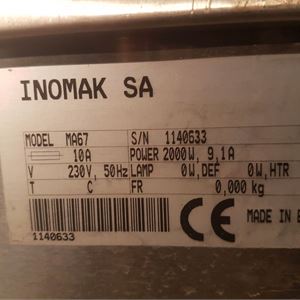 INOMAK SA
MODEL MA67 S/N 1140633
10A POWER 2000W, 9,1A
V 230V, 50Hz LAMP 0W,DEF 0W,HTR
T C FR 0,000 kg
1140633
CE MADE IN